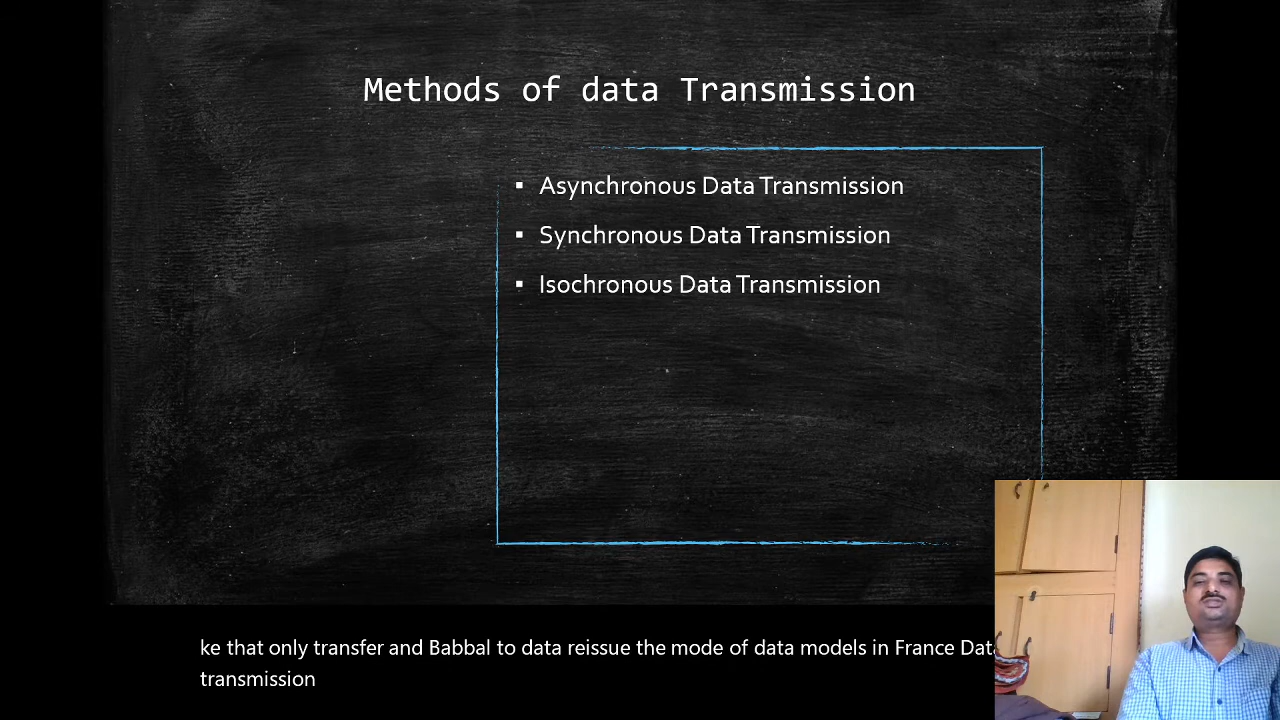 Methods of data Transmission
▪ Asynchronous Data Transmission
▪ Synchronous Data Transmission
▪ Isochronous Data Transmission
ke that only transfer and Babbal to data reissue the mode of data models in France
transmission